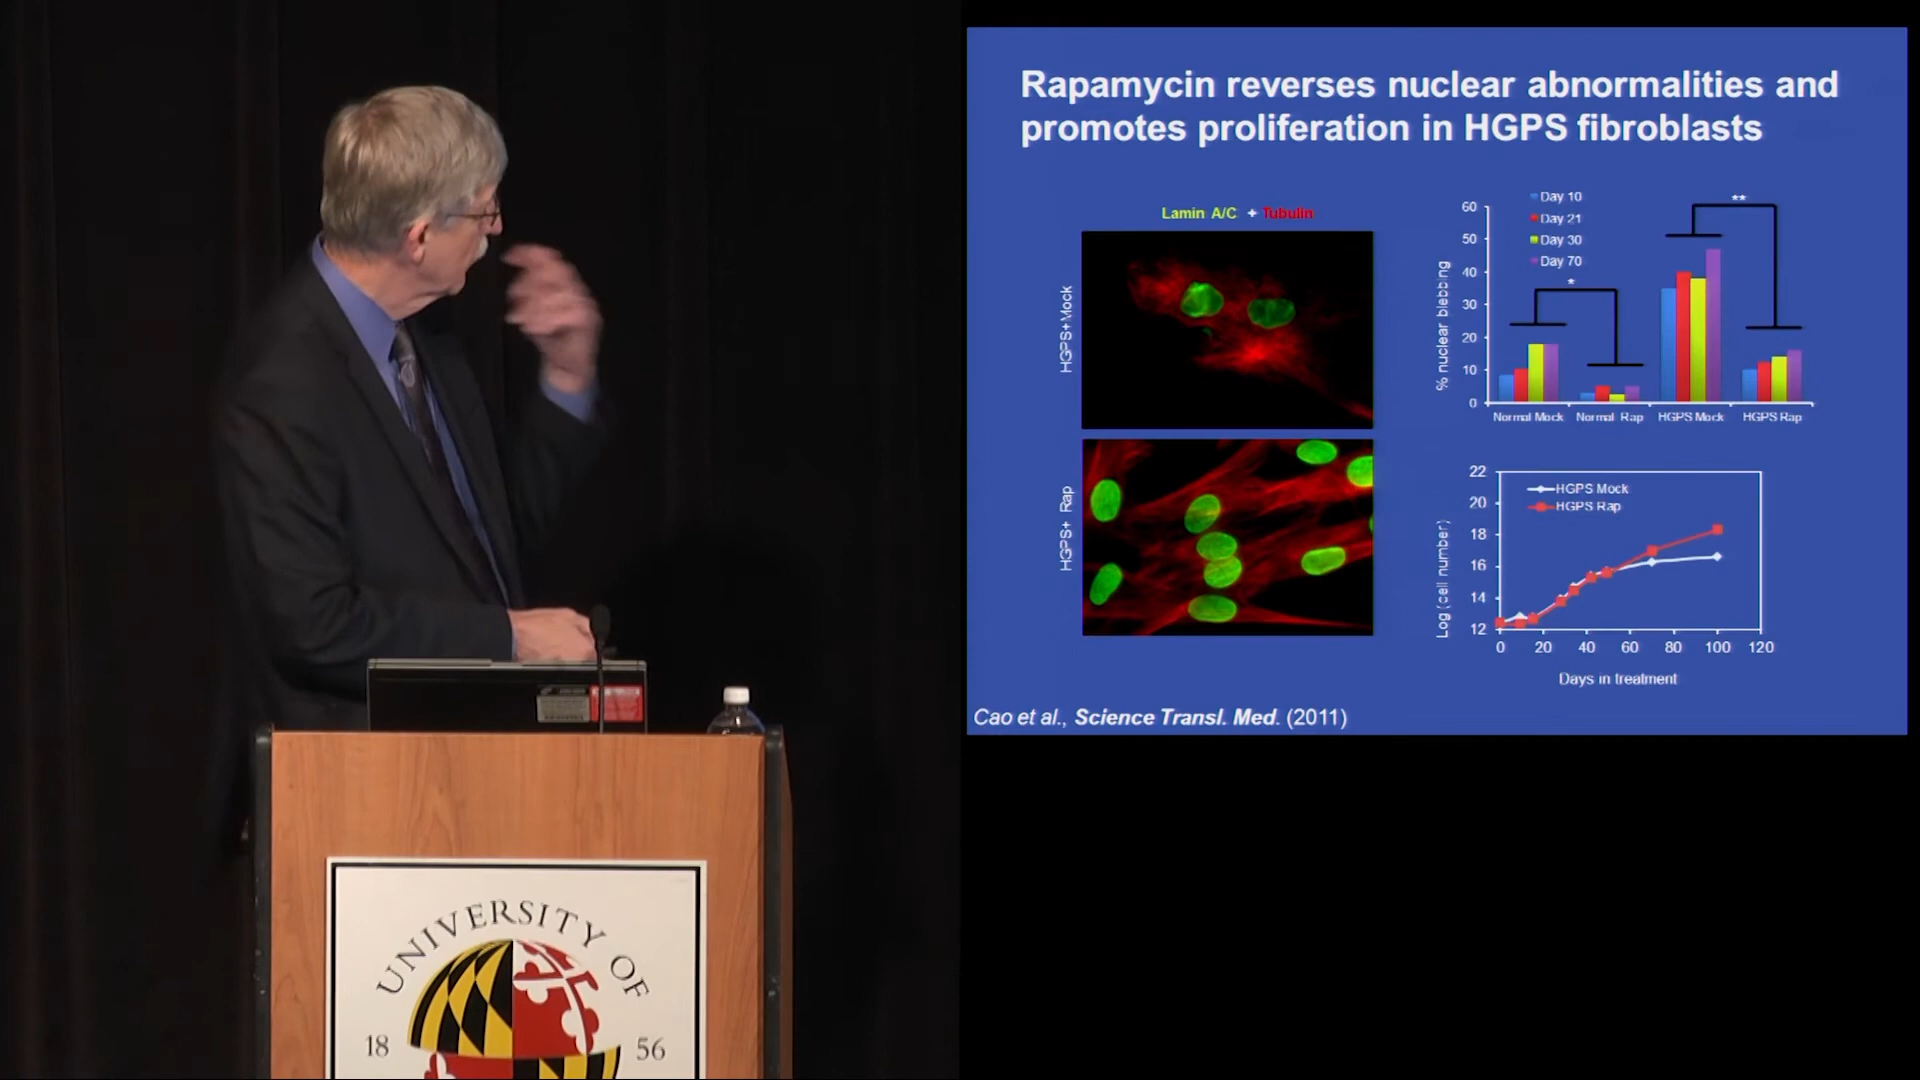 Rapamycin reverses nuclear abnormalities and
promotes proliferation in HGPS fibroblasts
Lamin A/C + Tubulin
HGPS+Mock
HGPS+ Rap
Day 10
Day 21
Day 30
Day 70
*
**
% nuclear blebbing
60
50
40
30
20
10
0
Normal Mock
Normal Rap
HGPS Mock
HGPS Rap
HGPS Mock
HGPS Rap
Log (cell number)
22
20
18
16
14
12
0 20 40 60 80 100 120
Days in treatment
Cao et al., Science Transl. Med. (2011)
UNIVERSITY OF
18 56